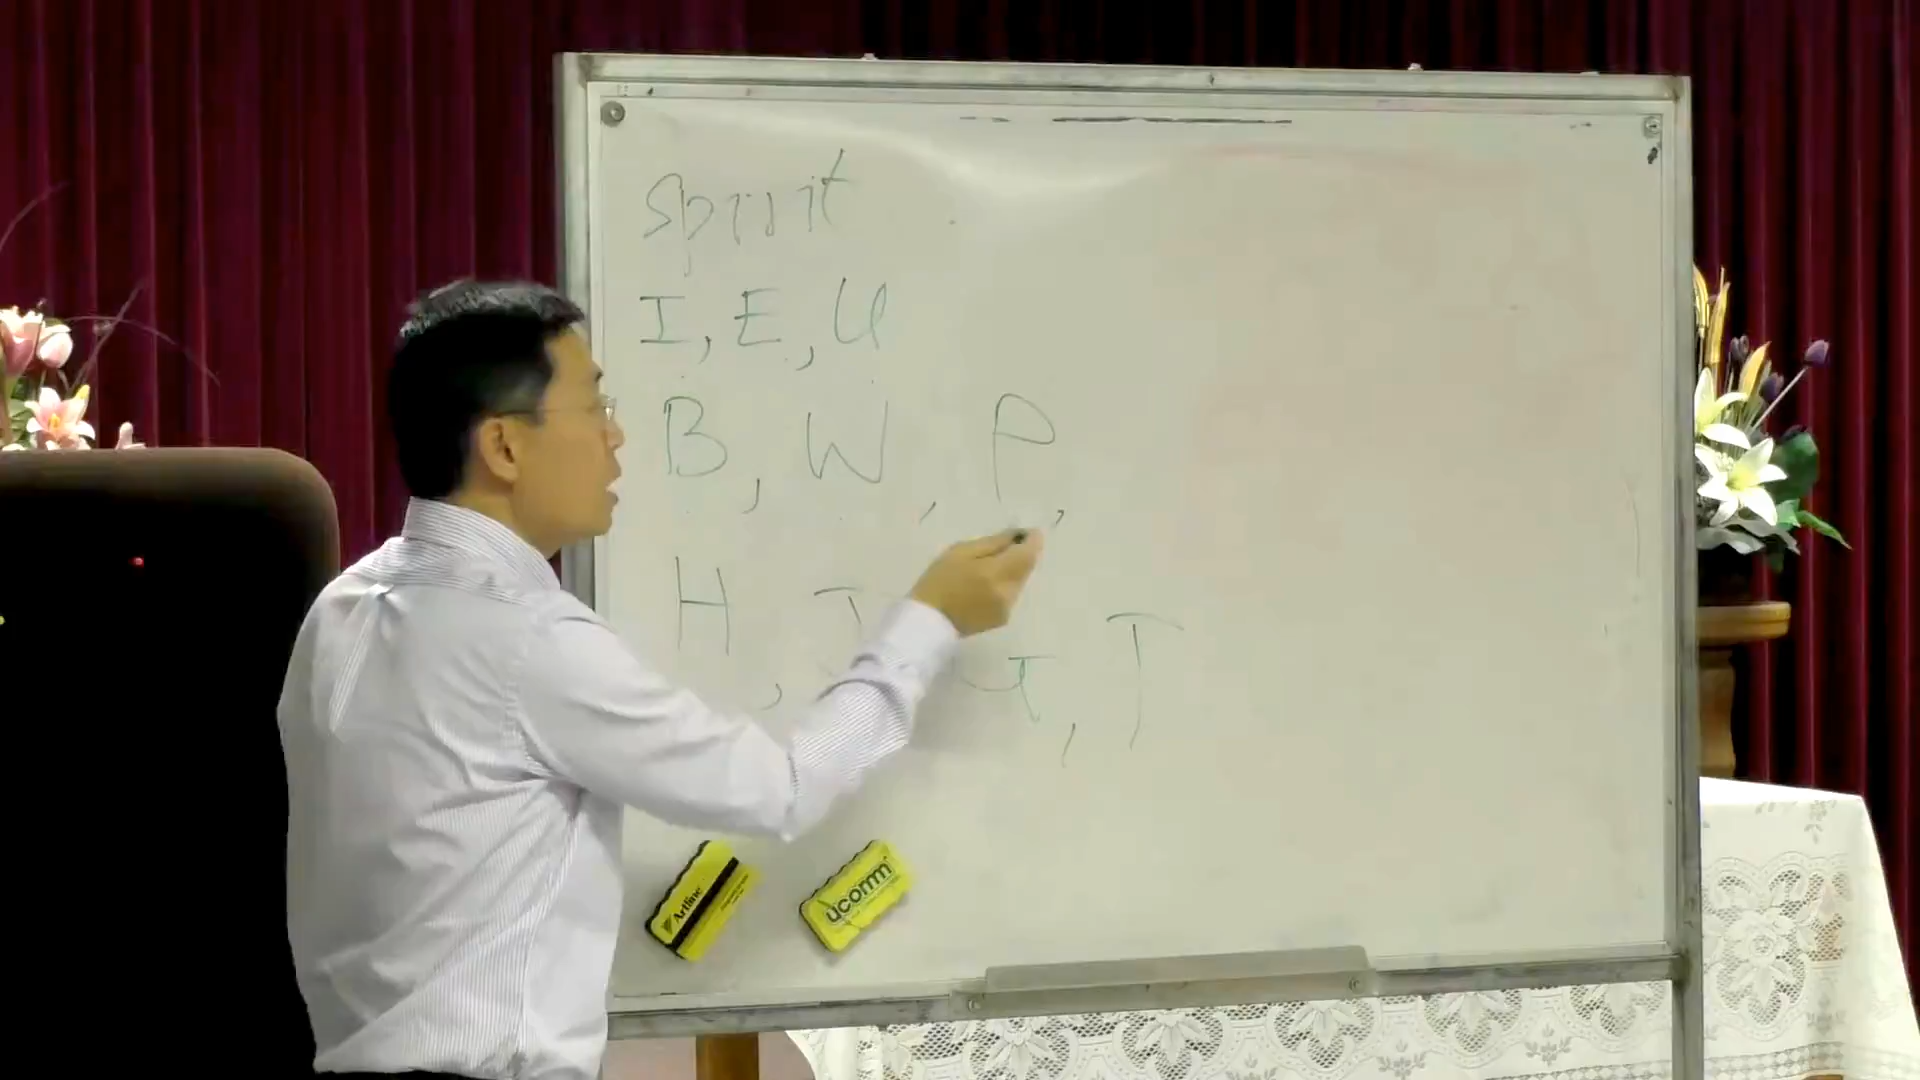 spirit
I, E, U
B, W, P,
H, T
T, T
Artline
ucomm